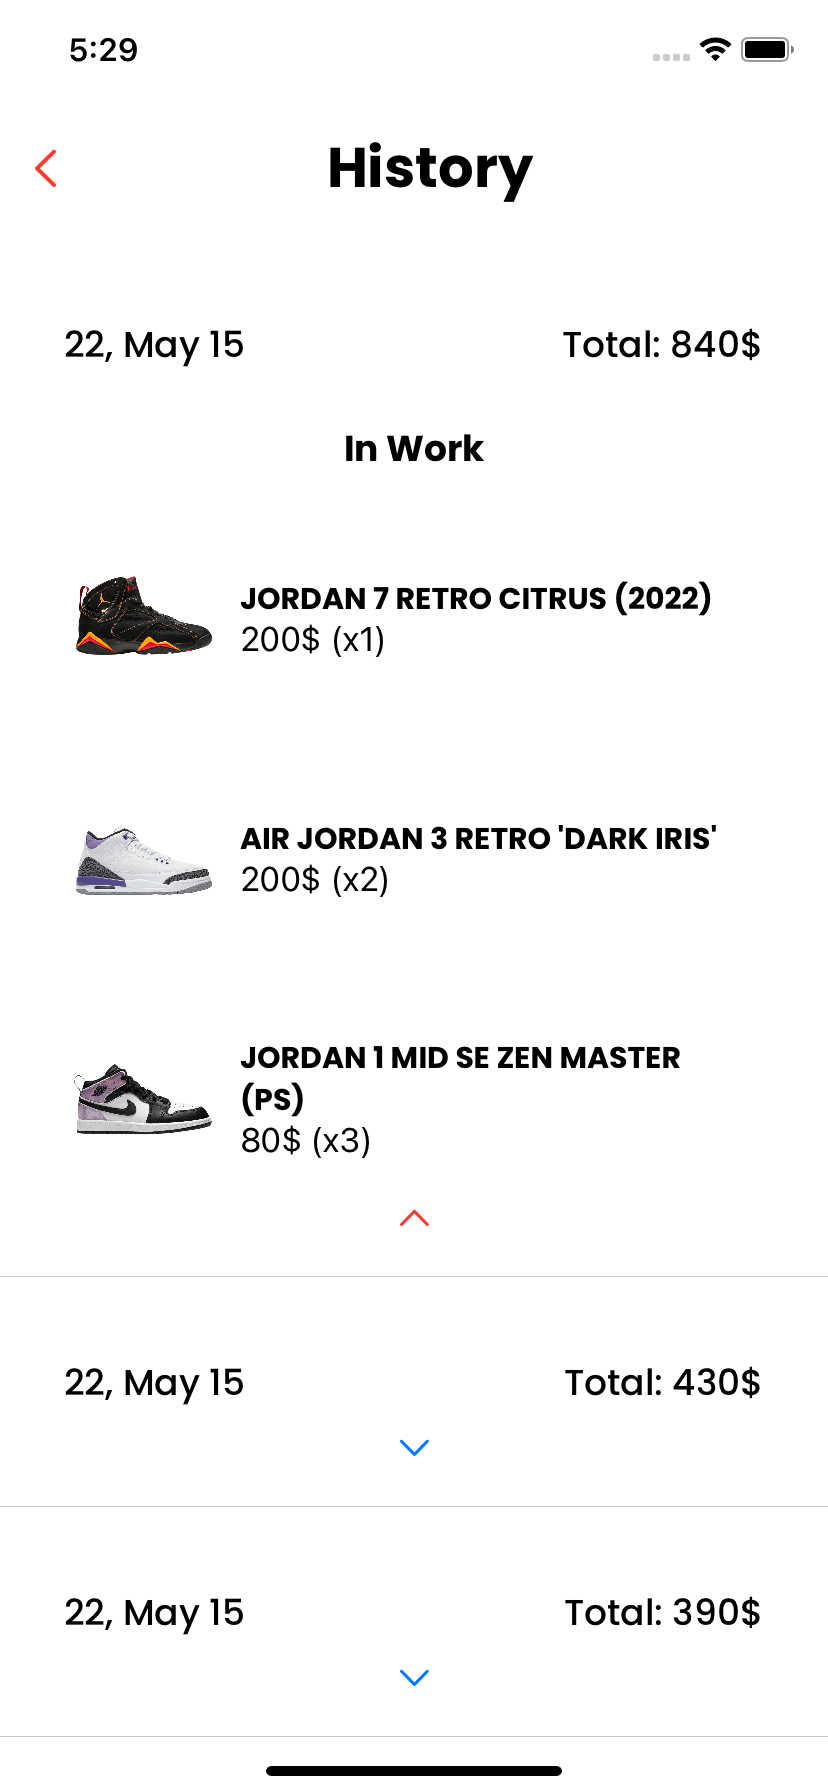 5:29
History
22, May 15 Total: 840$
In Work
JORDAN 7 RETRO CITRUS (2022)
200$ (x1)
AIR JORDAN 3 RETRO 'DARK IRIS'
200$ (x2)
JORDAN 1 MID SE ZEN MASTER
(PS)
80$ (x3)
22, May 15 Total: 430$
22, May 15 Total: 390$